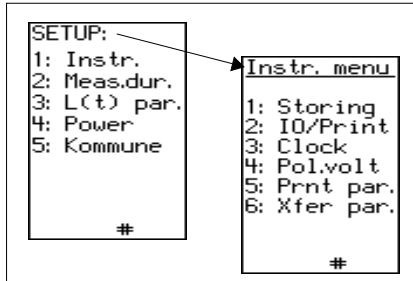 SETUP:
1: Instr.
2: Meas.dur.
3: L(t) par.
4: Power
5: Kommune
#
Instr. menu
1: Storing
2: IO/Print
3: Clock
4: Pol.volt
5: Prnt par.
6: Xfer par.
#